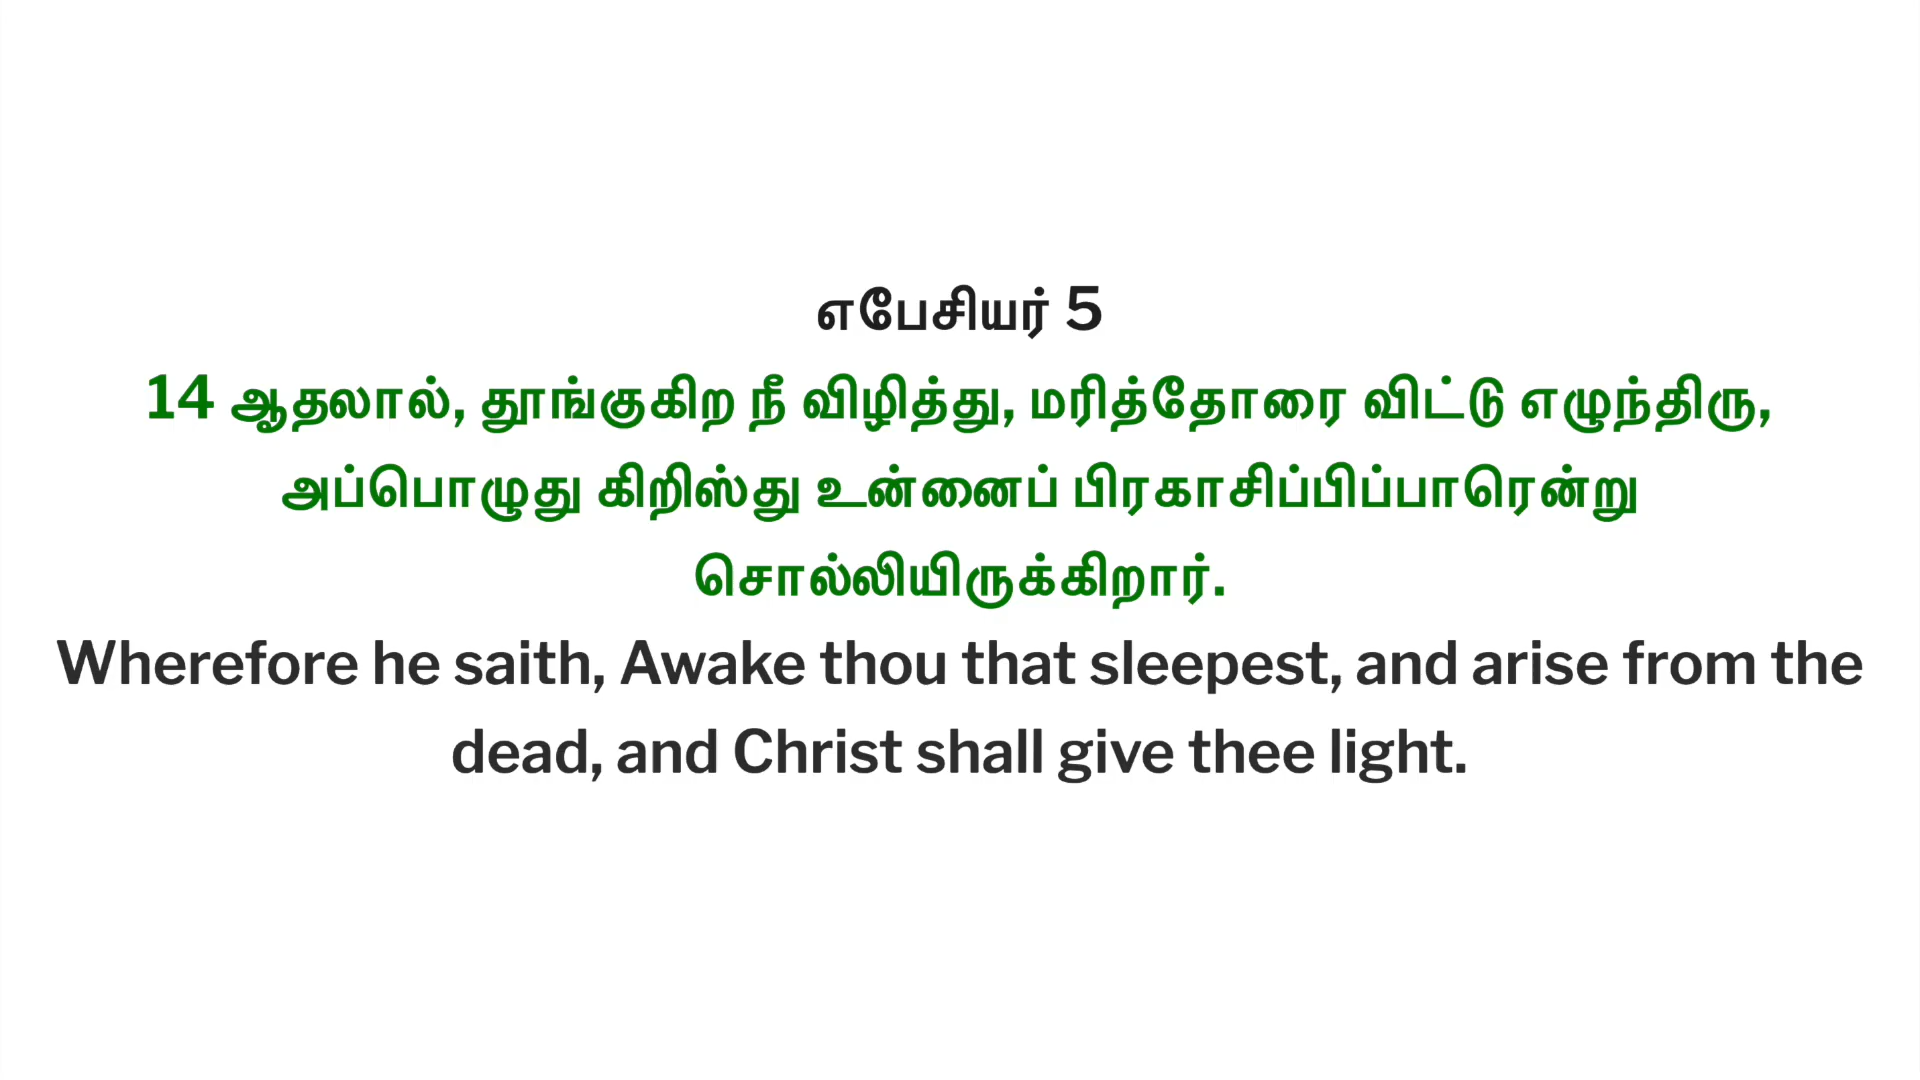 எபேசியர் 5
14 ஆதலால், தூங்குகிற நீ விழித்து, மரித்தோரை விட்டு எழுந்திரு,
அப்பொழுது கிறிஸ்து உன்னைப் பிரகாசிப்பிப்பாரென்று
சொல்லியிருக்கிறார்.
Wherefore he saith, Awake thou that sleepest, and arise from the
dead, and Christ shall give thee light.